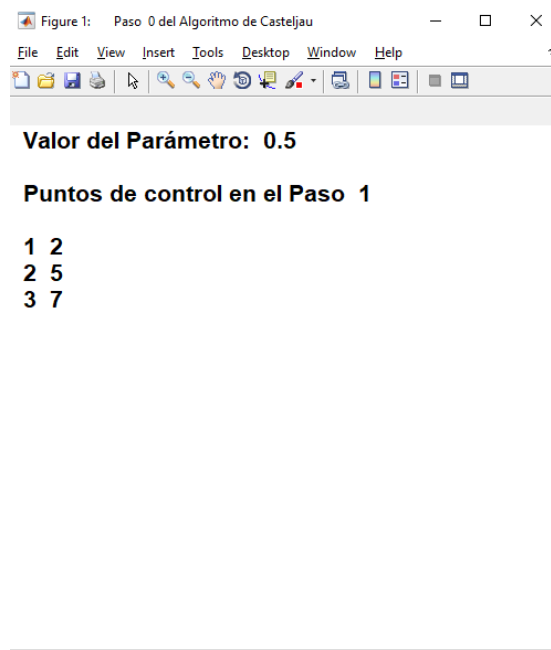 Figure 1: Paso 0 del Algoritmo de Casteljau
File Edit View Insert Tools Desktop Window Help
Valor del Parámetro: 0.5
Puntos de control en el Paso 1
1 2
2 5
3 7